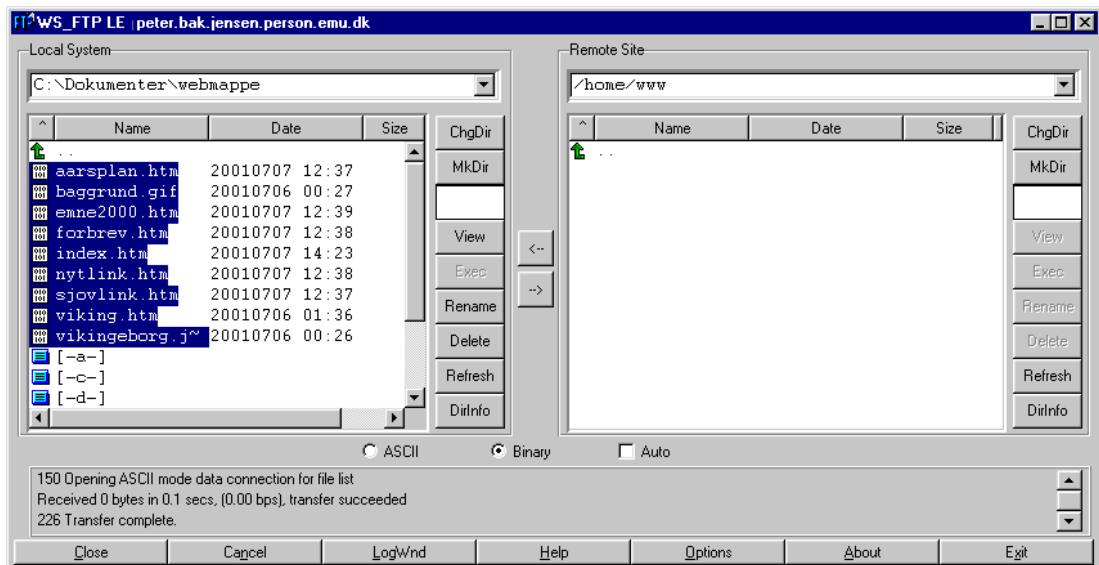 WS_FTP LE peter.bak.jensen.person.emu.dk
Local System
C:\Dokumenter\webmappe
^ Name Date Size
..
aarsplan.htm 20010707 12:37
baggrund.gif 20010706 00:27
emne2000.htm 20010707 12:39
forbrev.htm 20010707 12:38
index.htm 20010707 14:23
nytlink.htm 20010707 12:38
sjovlink.htm 20010707 12:37
viking.htm 20010706 01:36
vikingeborg.j~ 20010706 00:26
[-a-]
[-c-]
[-d-]
ChgDir
MkDir
View
Exec
Rename
Delete
Refresh
DirInfo
<--
-->
Remote Site
/home/www
^ Name Date Size
..
ChgDir
MkDir
View
Exec
Rename
Delete
Refresh
DirInfo
ASCII Binary Auto
150 Opening ASCII mode data connection for file list
Received 0 bytes in 0.1 secs, (0.00 bps), transfer succeeded
226 Transfer complete.
Close Cancel LogWnd Help Options About Exit